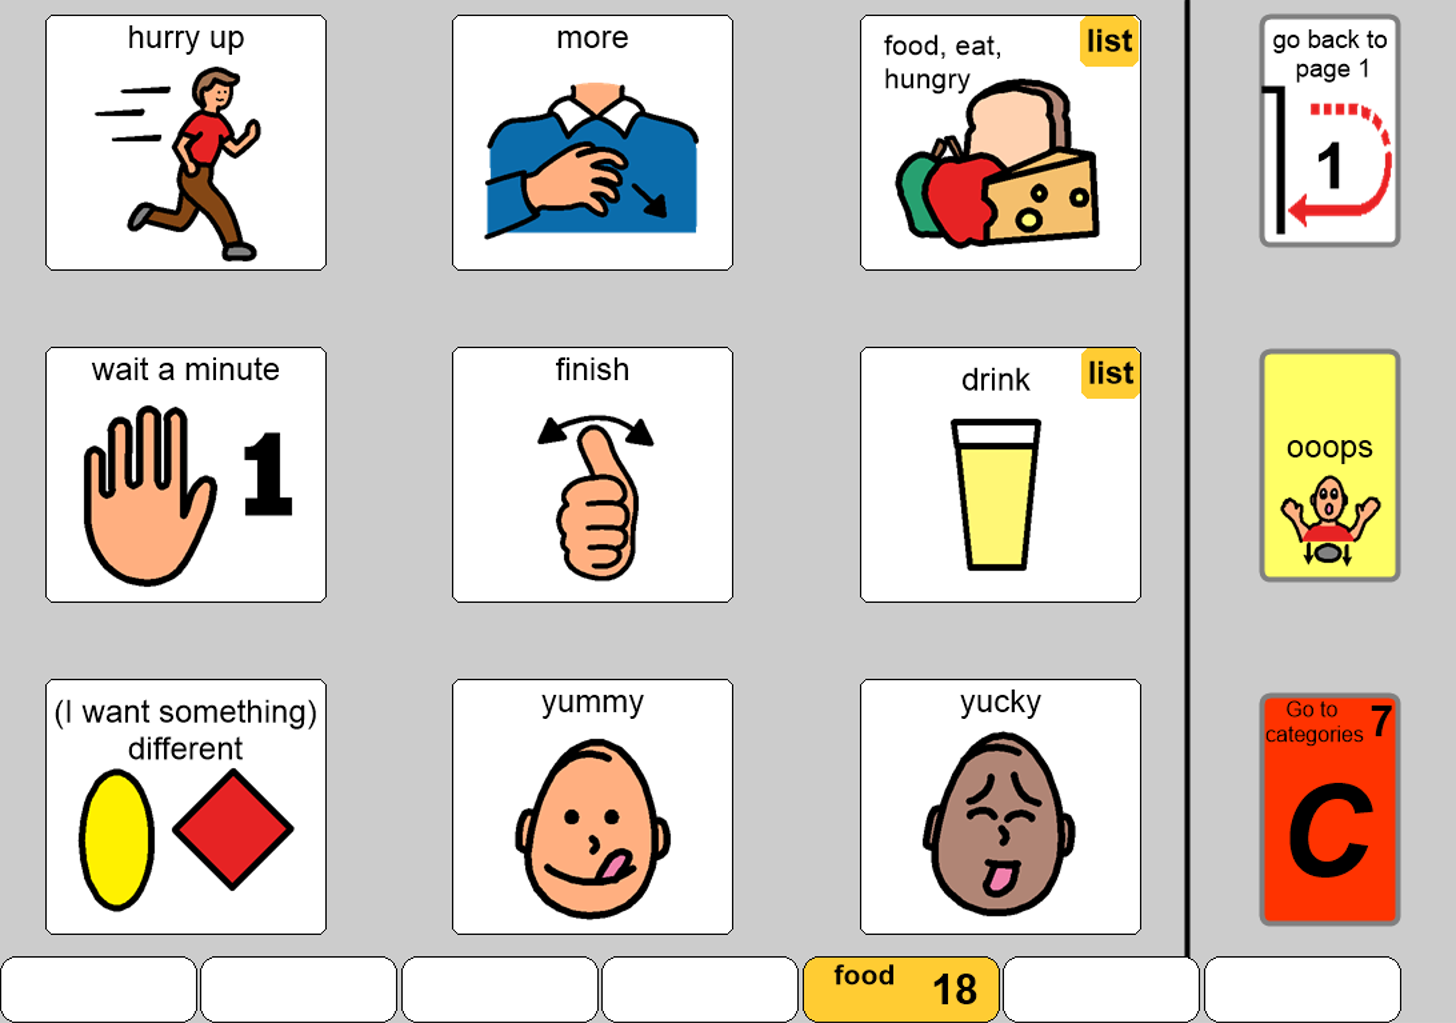 hurry up
more
food, eat,
hungry
list
go back to
page 1
1
wait a minute
1
finish
drink
list
ooops
(I want something)
different
yummy
yucky
Go to
categories 7
C
food 18